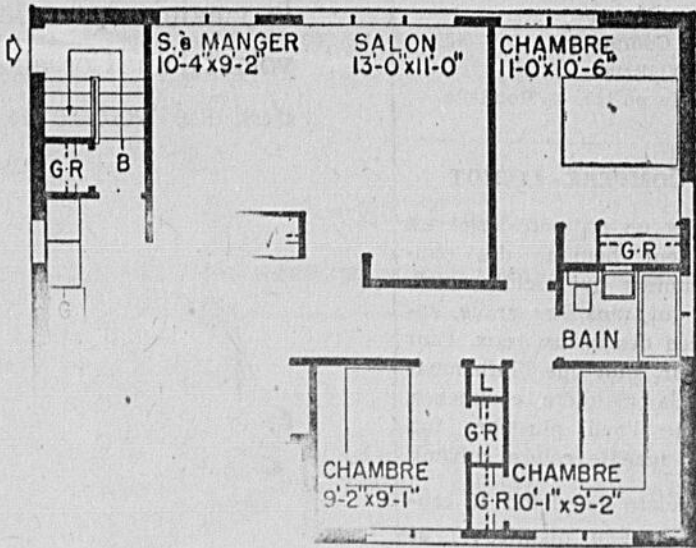 S. à MANGER
10'-4"x9'-2"
SALON
13'-0"x11'-0"
CHAMBRE
11'-0"x10'-6"
G·R
B
G·R
G
BAIN
L
G·R
CHAMBRE
9'-2"x9'-1"
G·R
CHAMBRE
10'-1"x9'-2"